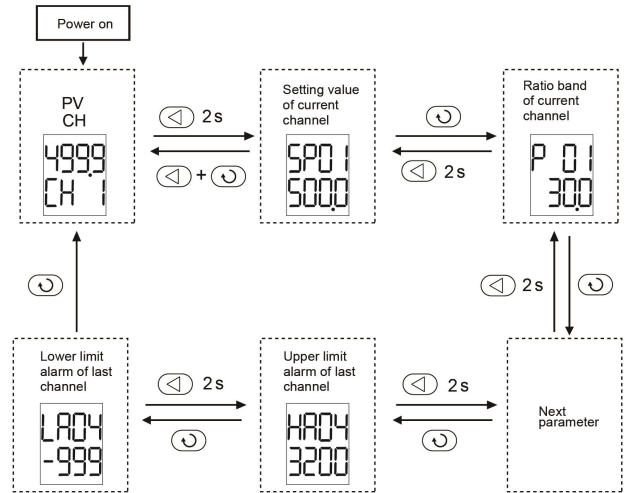 Power on
PV
CH
499.9
CH 1
2s
+
Setting value
of current
channel
SP01
500.0
2s
Ratio band
of current
channel
P 01
30.0
2s
Lower limit
alarm of last
channel
LA04
-999
2s
Upper limit
alarm of last
channel
HA04
3200
2s
Next
parameter